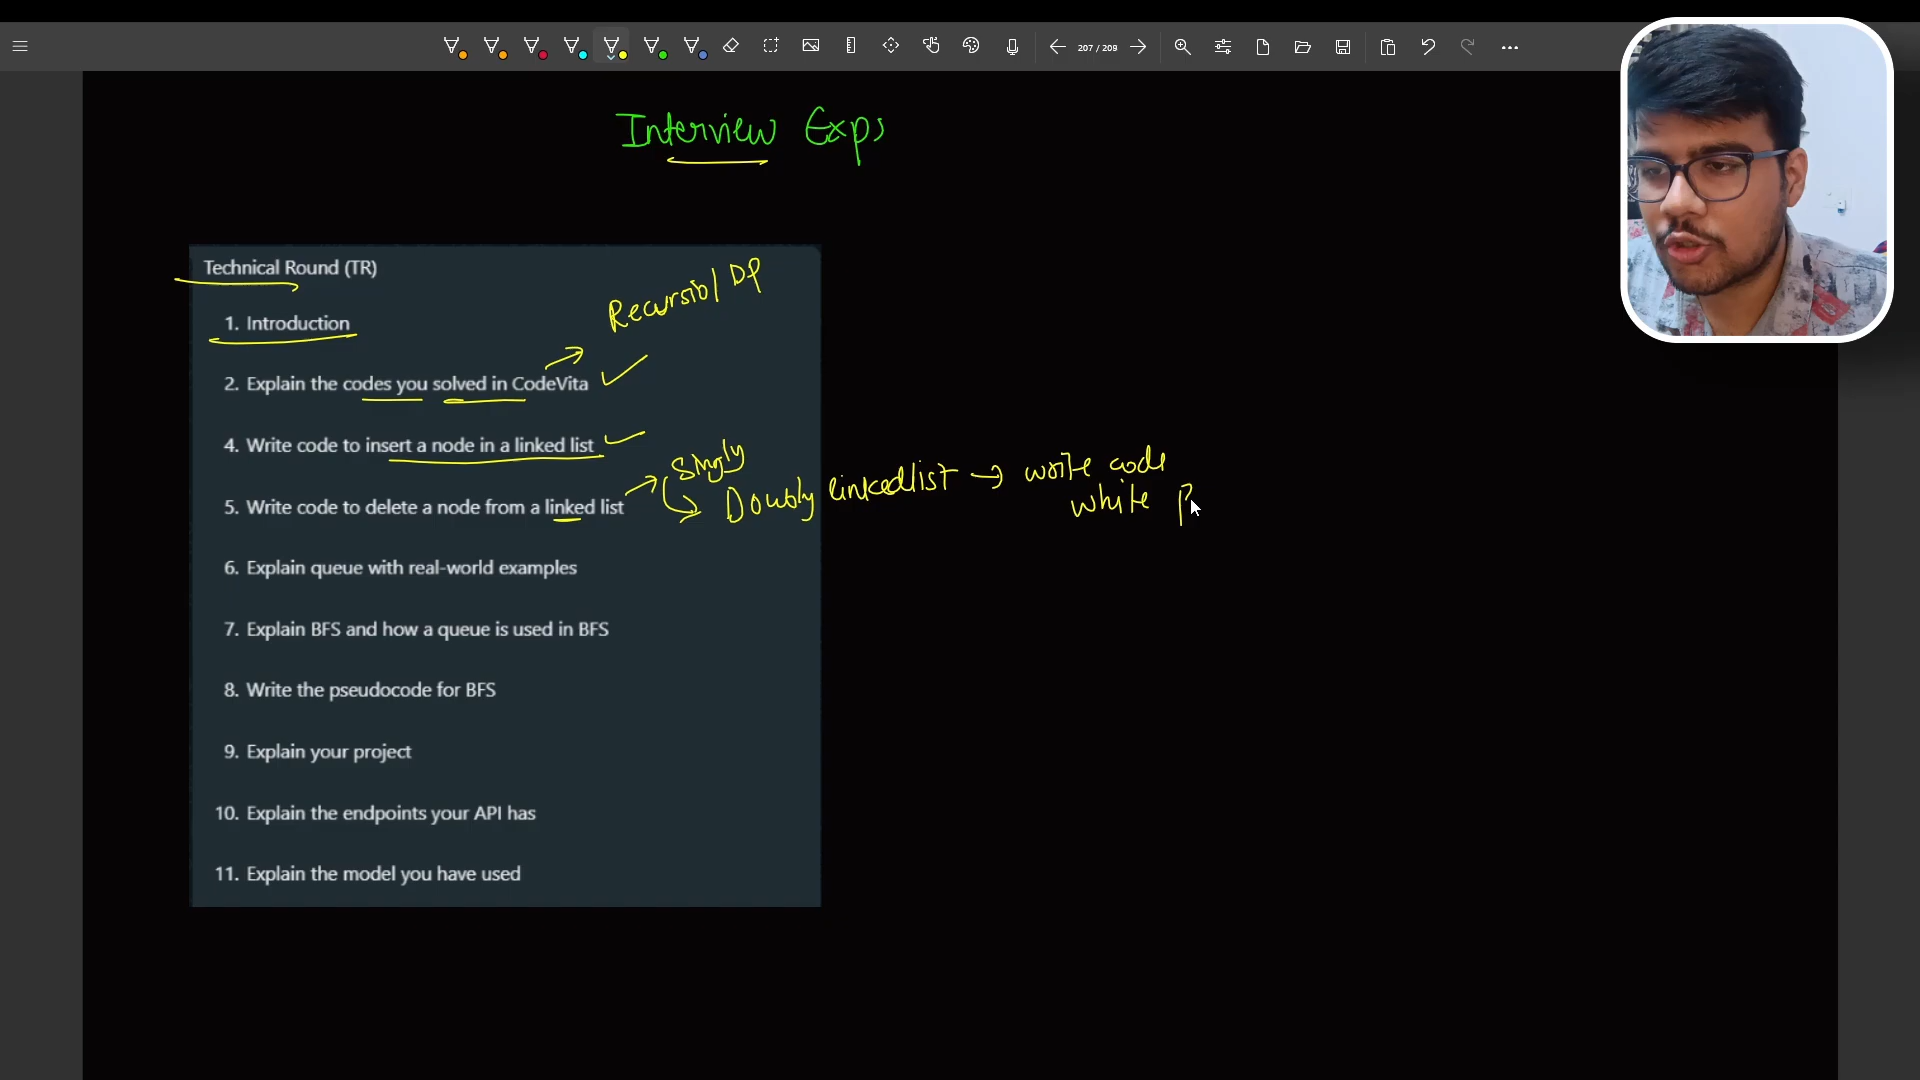 207 / 209
Interview Exps
Technical Round (TR)
Recursio/ DP
1. Introduction
2. Explain the codes you solved in CodeVita
4. Write code to insert a node in a linked list
Singly
Doubly linkedlist → write code
white P
5. Write code to delete a node from a linked list
6. Explain queue with real-world examples
7. Explain BFS and how a queue is used in BFS
8. Write the pseudocode for BFS
9. Explain your project
10. Explain the endpoints your API has
11. Explain the model you have used